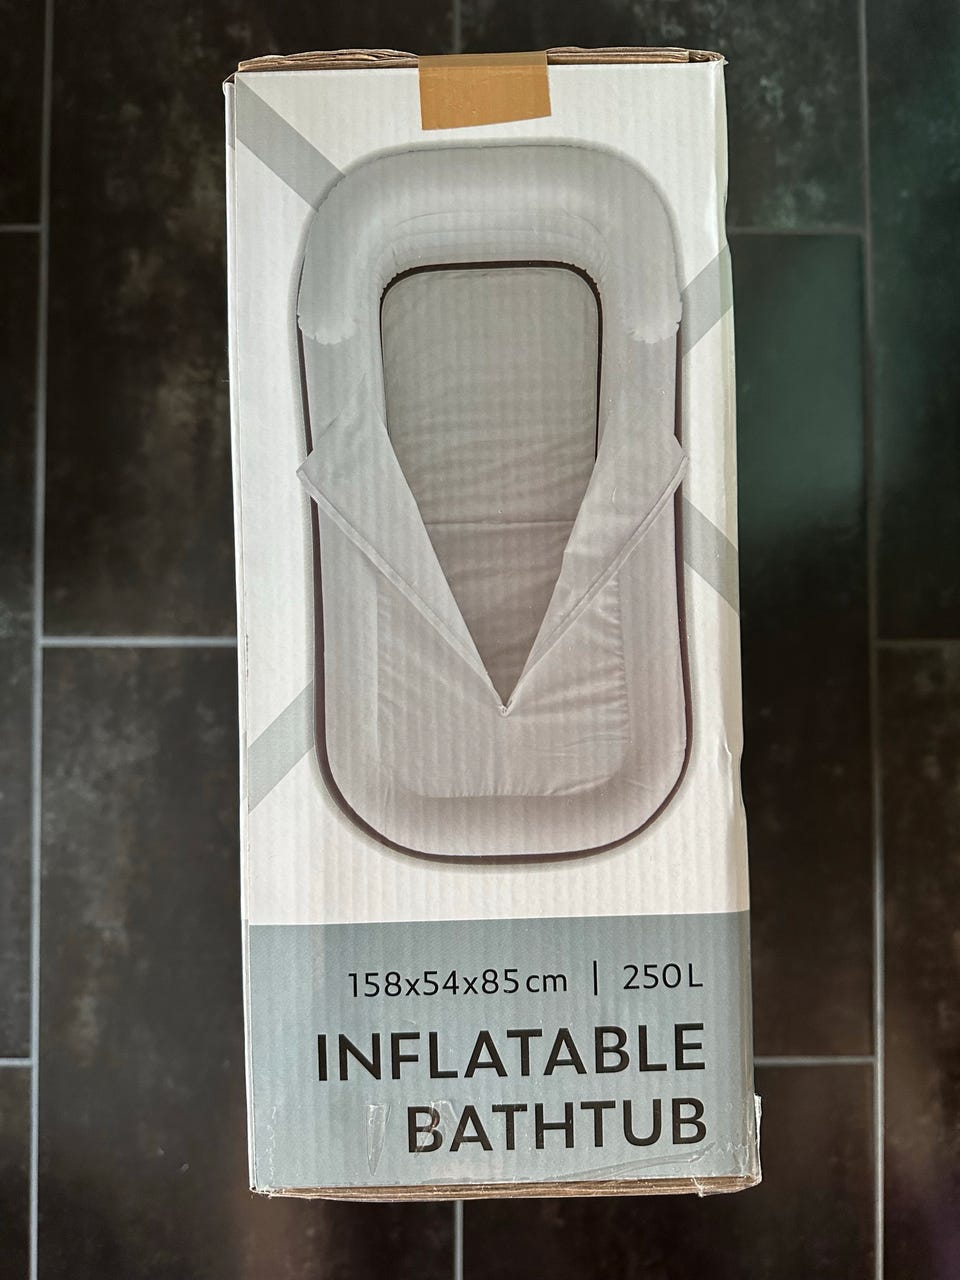 158x54x85cm | 250L
INFLATABLE
BATHTUB